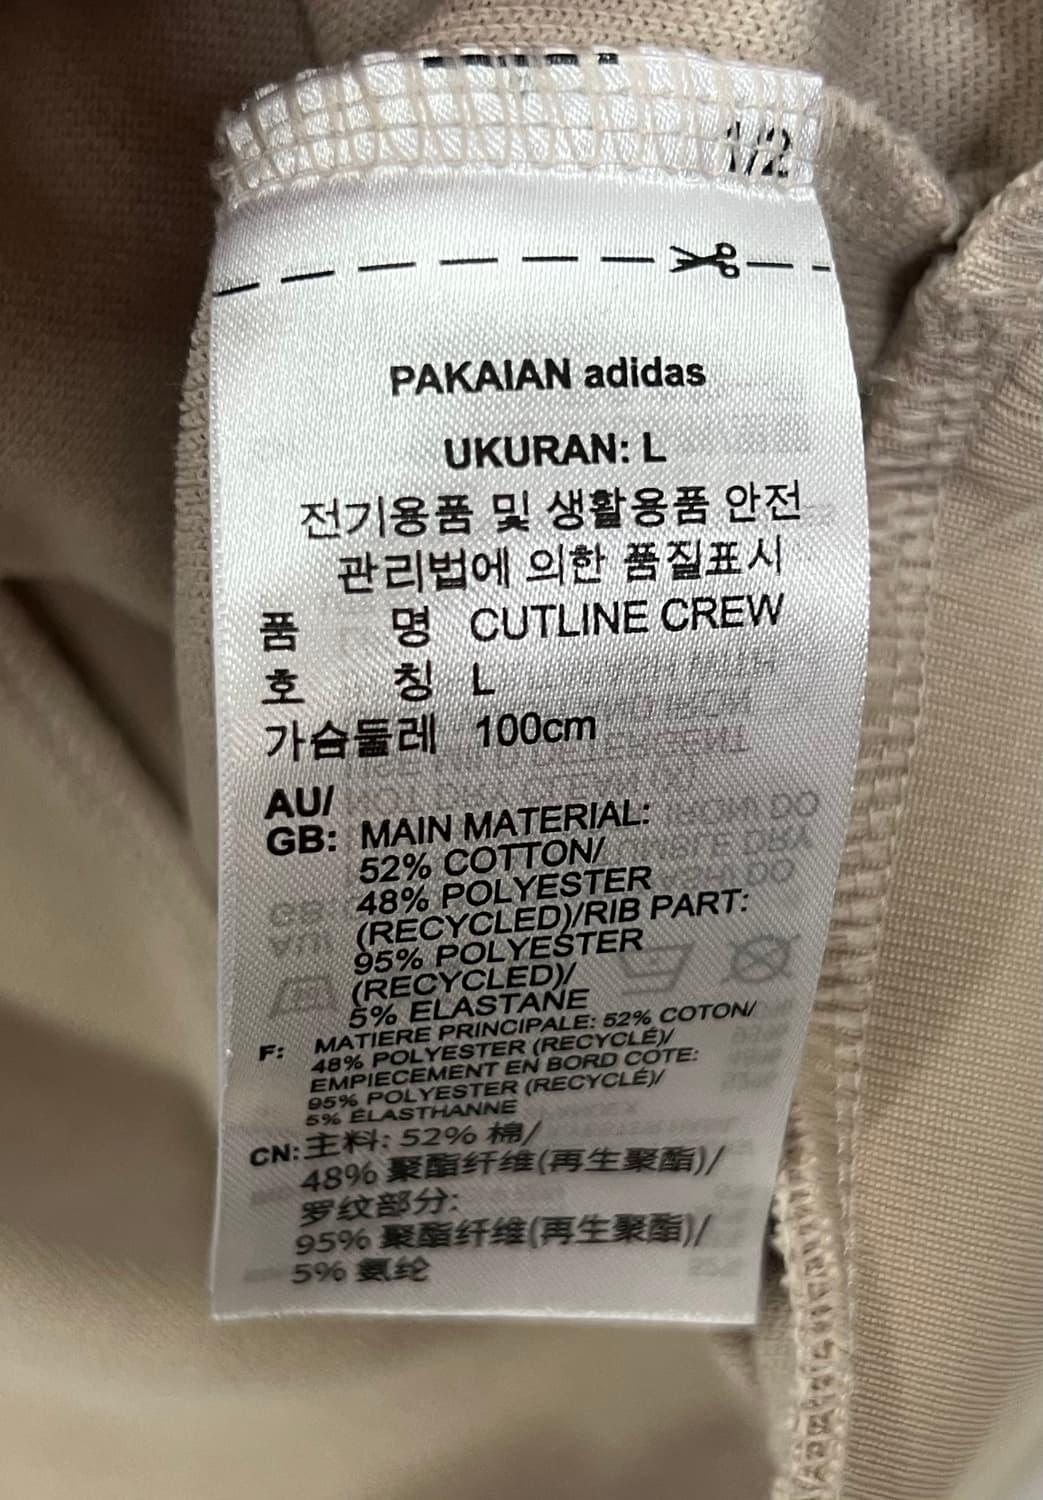 1/2
PAKAIAN adidas
UKURAN: L
전기용품 및 생활용품 안전
관리법에 의한 품질표시
품 명 CUTLINE CREW
호 칭 L
가슴둘레 100cm
AU/
GB: MAIN MATERIAL:
52% COTTON/
48% POLYESTER
(RECYCLED)/RIB PART:
95% POLYESTER
(RECYCLED)/
5% ELASTANE
F: MATIERE PRINCIPALE: 52% COTON/
48% POLYESTER (RECYCLÉ)/
EMPIECEMENT EN BORD COTE:
95% POLYESTER (RECYCLÉ)/
5% ÉLASTHANNE
CN: 主料: 52% 棉/
48% 聚酯纤维(再生聚酯)/
罗纹部分:
95% 聚酯纤维(再生聚酯)/
5% 氨纶